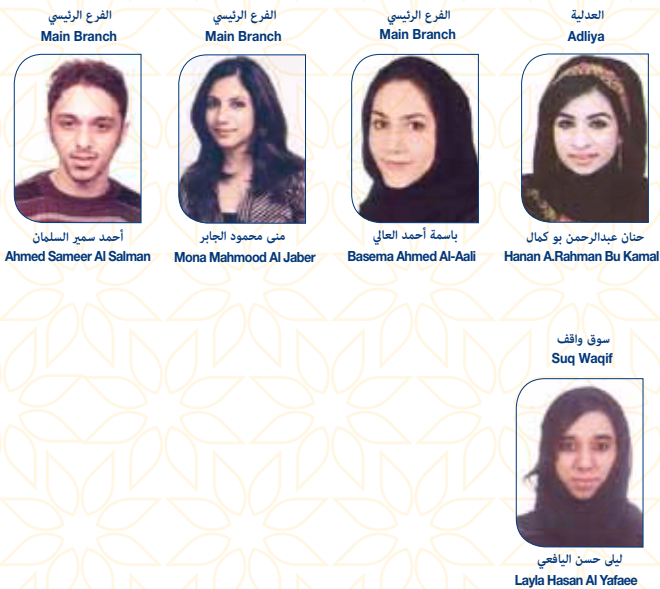 الفرع الرئيسي
Main Branch
أحمد سمير السلمان
Ahmed Sameer Al Salman
الفرع الرئيسي
Main Branch
منى محمود الجابر
Mona Mahmood Al Jaber
الفرع الرئيسي
Main Branch
باسمة أحمد العالي
Basema Ahmed Al-Aali
العدلية
Adliya
حنان عبدالرحمن بو كمال
Hanan A.Rahman Bu Kamal
سوق واقف
Suq Waqif
ليلى حسن اليافعي
Layla Hasan Al Yafaee